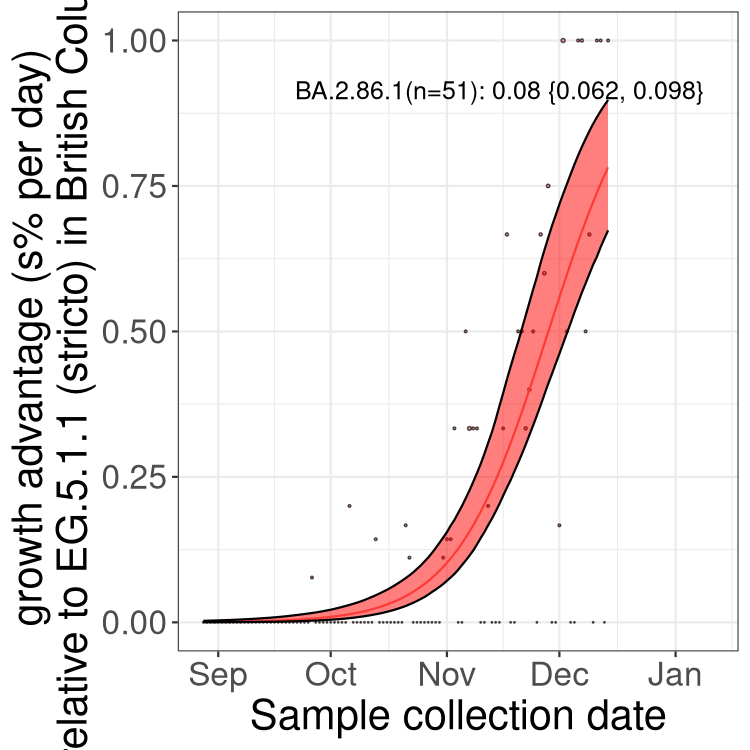 growth advantage (s% per day)
relative to EG.5.1.1 (stricto) in British
1.00
0.75
0.50
0.25
0.00
BA.2.86.1(n=51): 0.08 {0.062, 0.098}
Sep Oct Nov Dec Jan
Sample collection date